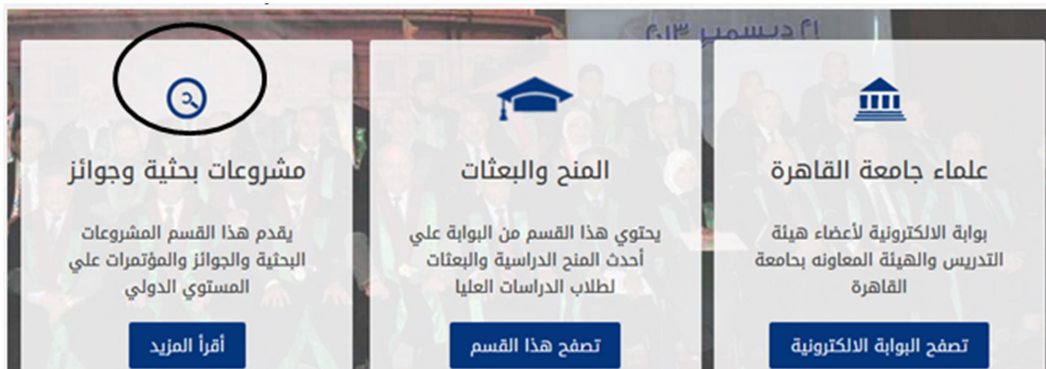 ٢١ ديسمبر ٢٠١٣
علماء جامعة القاهرة
بوابة الالكترونية لأعضاء هيئة
التدريس والهيئة المعاونه بجامعة
القاهرة
تصفح البوابة الالكترونية
المنح والبعثات
يحتوي هذا القسم من البوابة علي
أحدث المنح الدراسية والبعثات
لطلاب الدراسات العليا
تصفح هذا القسم
مشروعات بحثية وجوائز
يقدم هذا القسم المشروعات
البحثية والجوائز والمؤتمرات علي
المستوي الدولي
أقرأ المزيد